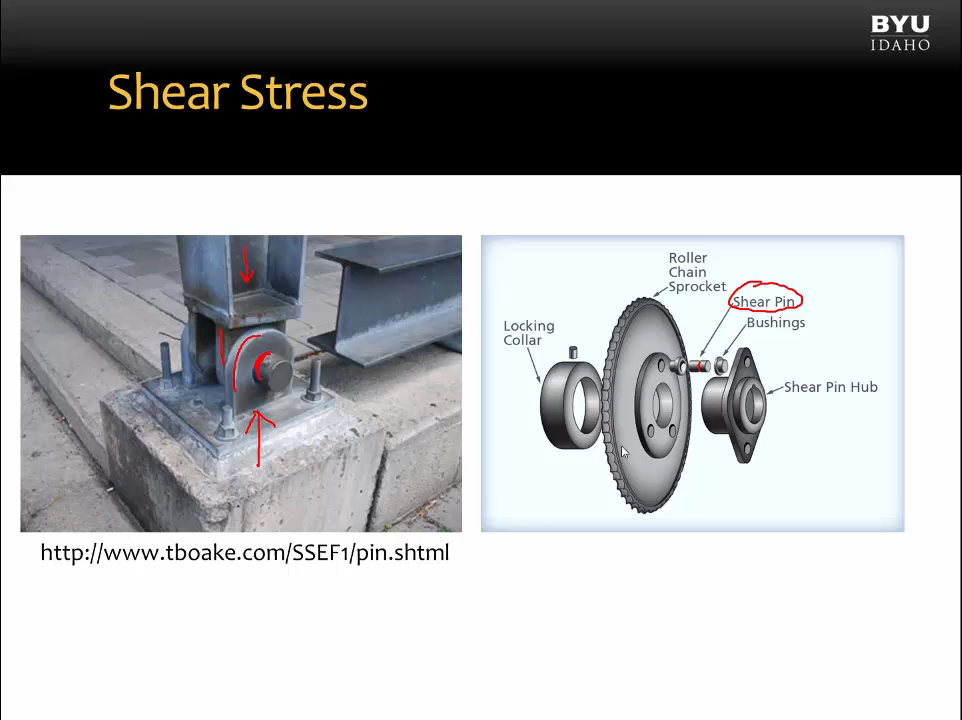 BYU
IDAHO
Shear Stress
Roller
Chain
Sprocket
Shear Pin
Bushings
Locking
Collar
Shear Pin Hub
http://www.tboake.com/SSEF1/pin.shtml